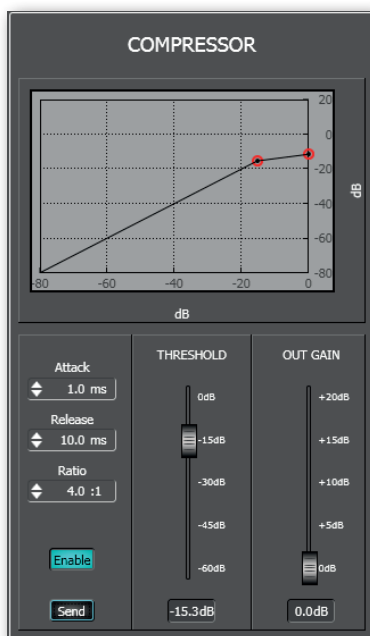 COMPRESSOR
20
0
-20
-40
-60
-80
-80 -60 -40 -20 0
dB
dB
Attack
1.0 ms
Release
10.0 ms
Ratio
4.0 :1
Enable
Send
THRESHOLD
0dB
-15dB
-30dB
-45dB
-60dB
-15.3dB
OUT GAIN
+20dB
+15dB
+10dB
+5dB
0dB
0.0dB